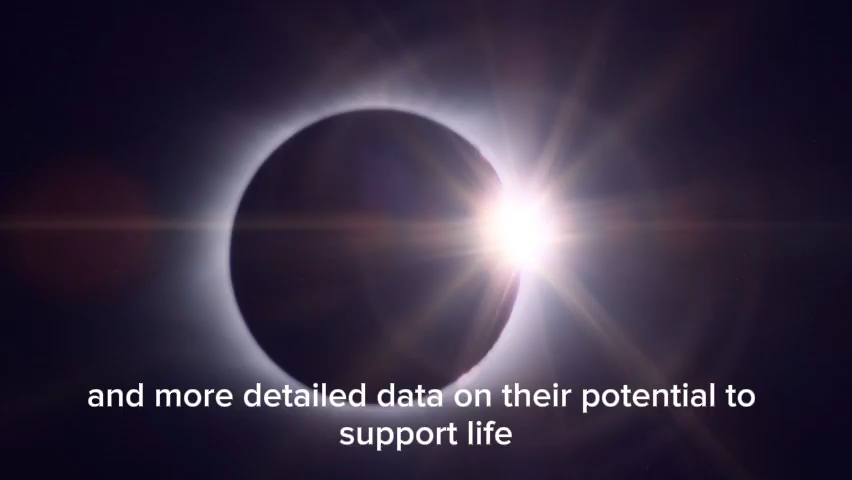 and more detailed data on their potential to
support life